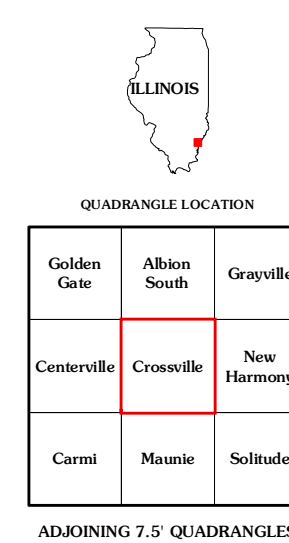 ILLINOIS
QUADRANGLE LOCATION
Golden
Gate
Albion
South
Grayville
Centerville
Crossville
New
Harmony
Carmi
Maunie
Solitude
ADJOINING 7.5' QUADRANGLES